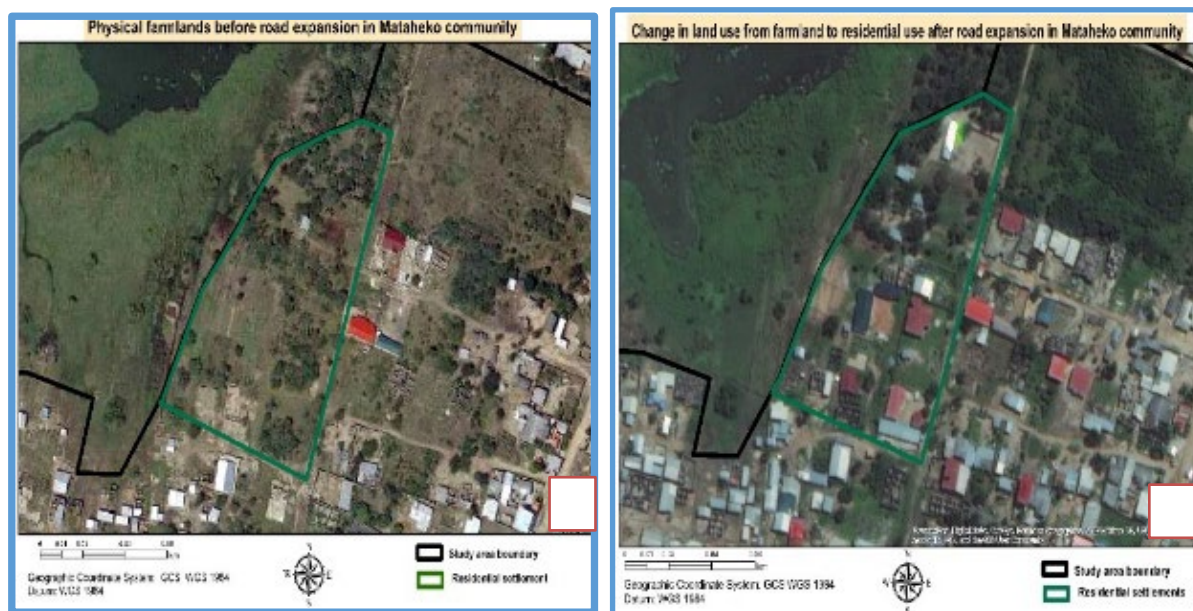 Physical farmlands before road expansion in Mataheko community
Study area boundary
Residential settlement
Geographic Coordinate System: GCS WGS 1984
Datum: WGS 1984
Change in land use from farmland to residential use after road expansion in Mataheko community
Study area boundary
Residential settlements
Geographic Coordinate System: GCS WGS 1984
Datum: WGS 1984